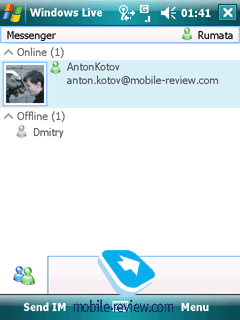 Windows Live
G
01:41
Messenger
Rumata
Online (1)
AntonKotov
anton.kotov@mobile-review.com
Offline (1)
Dmitry
Send IM
Menu
mobile-review.com